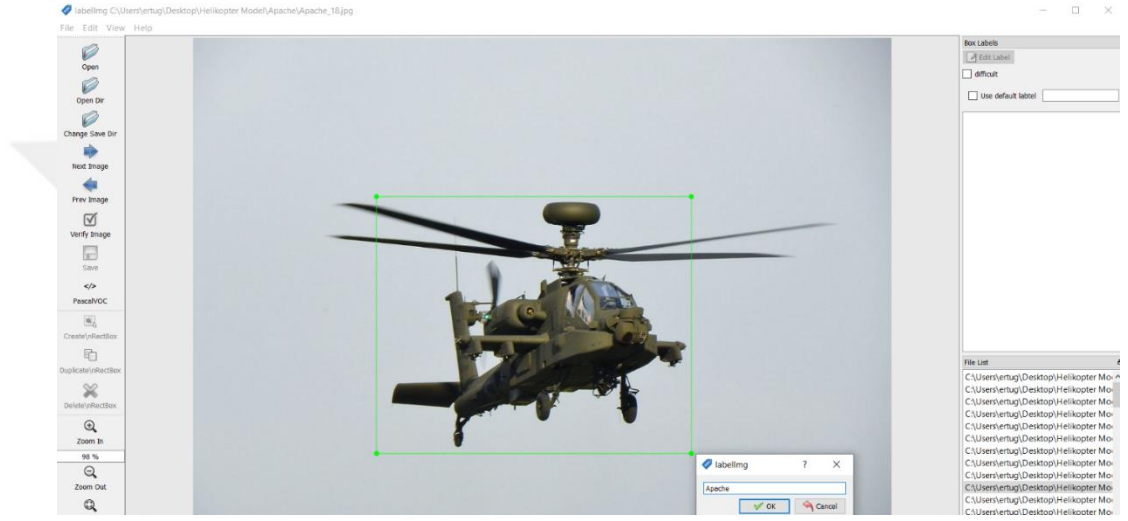 labelImg C:\Users\ertug\Desktop\Helikopter Model\Apache\Apache_18.jpg
File Edit View Help
Open
Open Dir
Change Save Dir
Next Image
Prev Image
Verify Image
Save
</>
PascalVOC
Create\nRectBox
Duplicate\nRectBox
Delete\nRectBox
Zoom In
98 %
Zoom Out
Box Labels
Edit Label
difficult
Use default labtel
File List
C:\Users\ertug\Desktop\Helikopter Mo
C:\Users\ertug\Desktop\Helikopter Mo
C:\Users\ertug\Desktop\Helikopter Mo
C:\Users\ertug\Desktop\Helikopter Mo
C:\Users\ertug\Desktop\Helikopter Mo
C:\Users\ertug\Desktop\Helikopter Mo
C:\Users\ertug\Desktop\Helikopter Mo
C:\Users\ertug\Desktop\Helikopter Mo
C:\Users\ertug\Desktop\Helikopter Mo
C:\Users\ertug\Desktop\Helikopter Mo
C:\Users\ertug\Desktop\Helikopter Mo
C:\Users\ertug\Desktop\Helikopter Mo
labelImg ?
Apache
OK Cancel